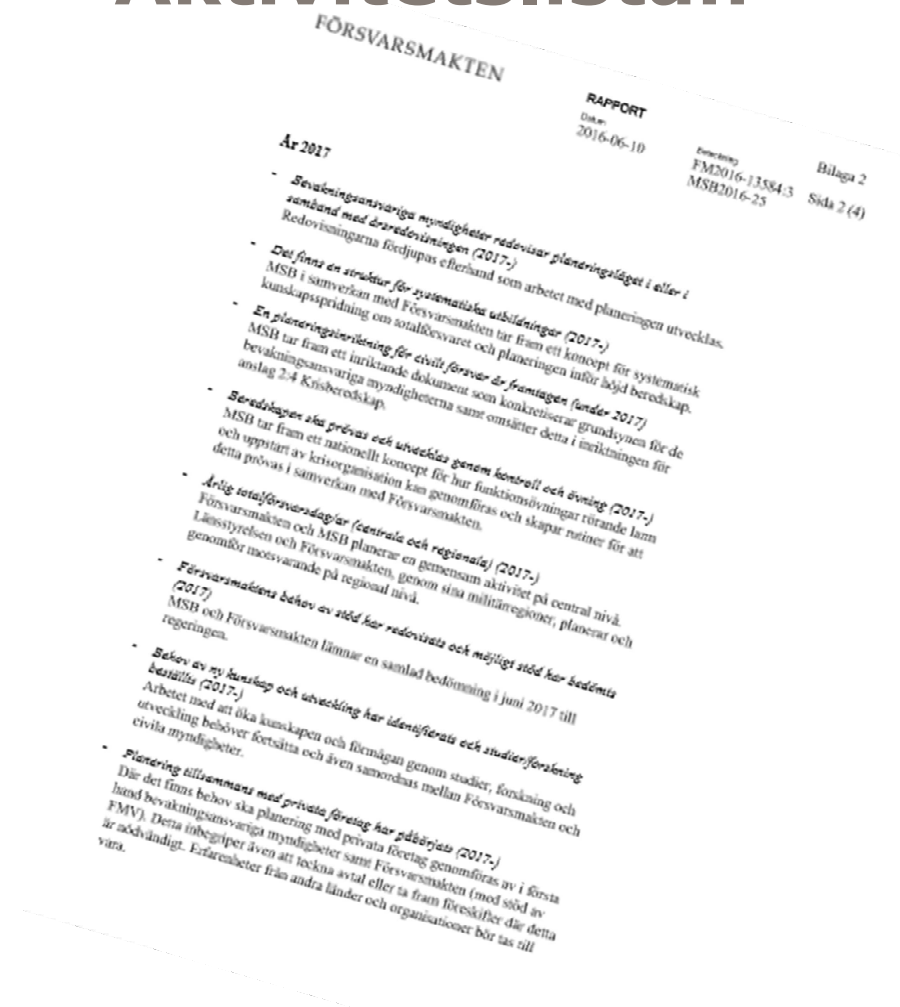 Aktivitetslistan
FÖRSVARSMAKTEN
RAPPORT
Datum
2016-06-10
Beteckning
FM2016-13584:3
MSB2016-25
Bilaga 2
Sida 2 (4)
År 2017
- Bevakningsansvariga myndigheter redovisar planeringsläget i eller i
samband med årsredovisningen (2017-)
Redovisningarna fördjupas efterhand som arbetet med planeringen utvecklas.
- Det finns en struktur för systematiska utbildningar (2017-)
MSB i samverkan med Försvarsmakten tar fram ett koncept för systematisk
kunskapsspridning om totalförsvaret och planeringen inför höjd beredskap.
- En planeringsinriktning för civilt försvar är framtagen (under 2017)
MSB tar fram ett inriktande dokument som konkretiserar grundsynen för de
bevakningsansvariga myndigheterna samt omsätter detta i inriktningen för
anslag 2:4 Krisberedskap.
- Beredskapen ska prövas och utvecklas genom kontroll och övning (2017-)
MSB tar fram ett nationellt koncept för hur funktionsövningar rörande larm
och uppstart av krisorganisation kan genomföras och skapar rutiner för att
detta prövas i samverkan med Försvarsmakten.
- Årlig totalförsvarsdag/ar (centrala och regionala) (2017-)
Försvarsmakten och MSB planerar en gemensam aktivitet på central nivå.
Länsstyrelsen och Försvarsmakten, genom sina militärregioner, planerar och
genomför motsvarande på regional nivå.
- Försvarsmaktens behov av stöd har redovisats och möjligt stöd har bedömts
(2017)
MSB och Försvarsmakten lämnar en samlad bedömning i juni 2017 till
regeringen.
- Behov av ny kunskap och utveckling har identifierats och studier/forskning
beställts (2017-)
Arbetet med att öka kunskapen och förmågan genom studier, forskning och
utveckling behöver fortsätta och även samordnas mellan Försvarsmakten och
civila myndigheter.
- Planering tillsammans med privata företag har påbörjats (2017-)
Där det finns behov ska planering med privata företag genomföras av i första
hand bevakningsansvariga myndigheter samt Försvarsmakten (med stöd av
FMV). Detta inbegriper även att teckna avtal eller ta fram föreskifter där detta
är nödvändigt. Erfarenheter från andra länder och organisationer bör tas till
vara.